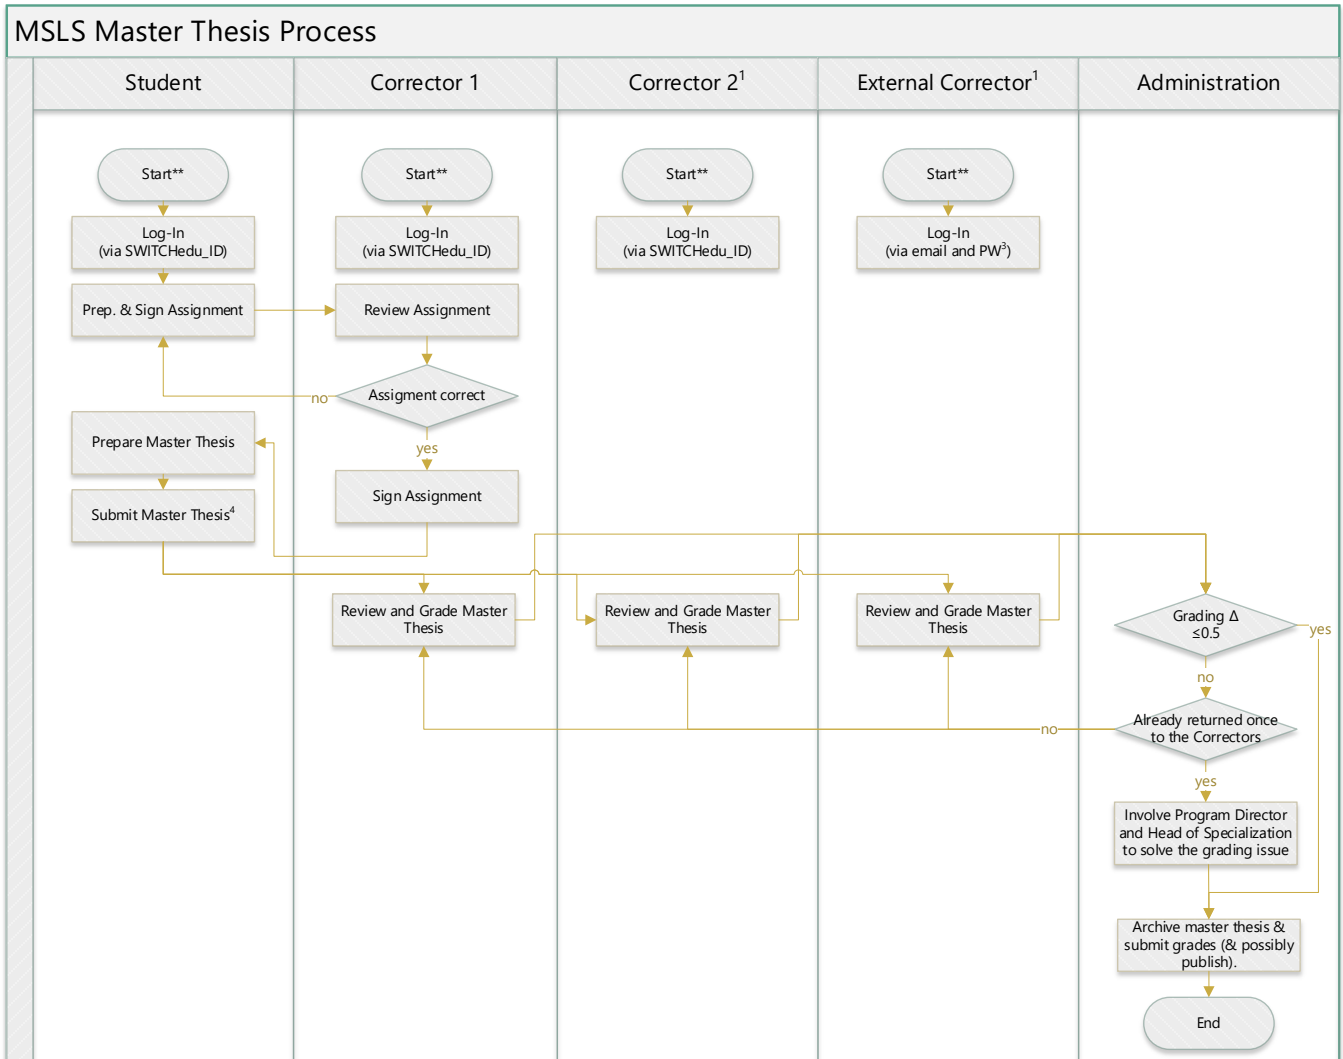 MSLS Master Thesis Process
Student
Corrector 1
Corrector 2¹
External Corrector¹
Administration
Start**
Start**
Start**
Start**
Log-In
(via SWITCHedu_ID)
Log-In
(via SWITCHedu_ID)
Log-In
(via SWITCHedu_ID)
Log-In
(via email and PW³)
Prep. & Sign Assignment
Review Assignment
Assigment correct
no
yes
Prepare Master Thesis
Sign Assignment
Submit Master Thesis⁴
Review and Grade Master
Thesis
Review and Grade Master
Thesis
Review and Grade Master
Thesis
Grading Δ
≤0.5
yes
no
Already returned once
to the Correctors
no
yes
Involve Program Director
and Head of Specialization
to solve the grading issue
Archive master thesis &
submit grades (& possibly
publish).
End